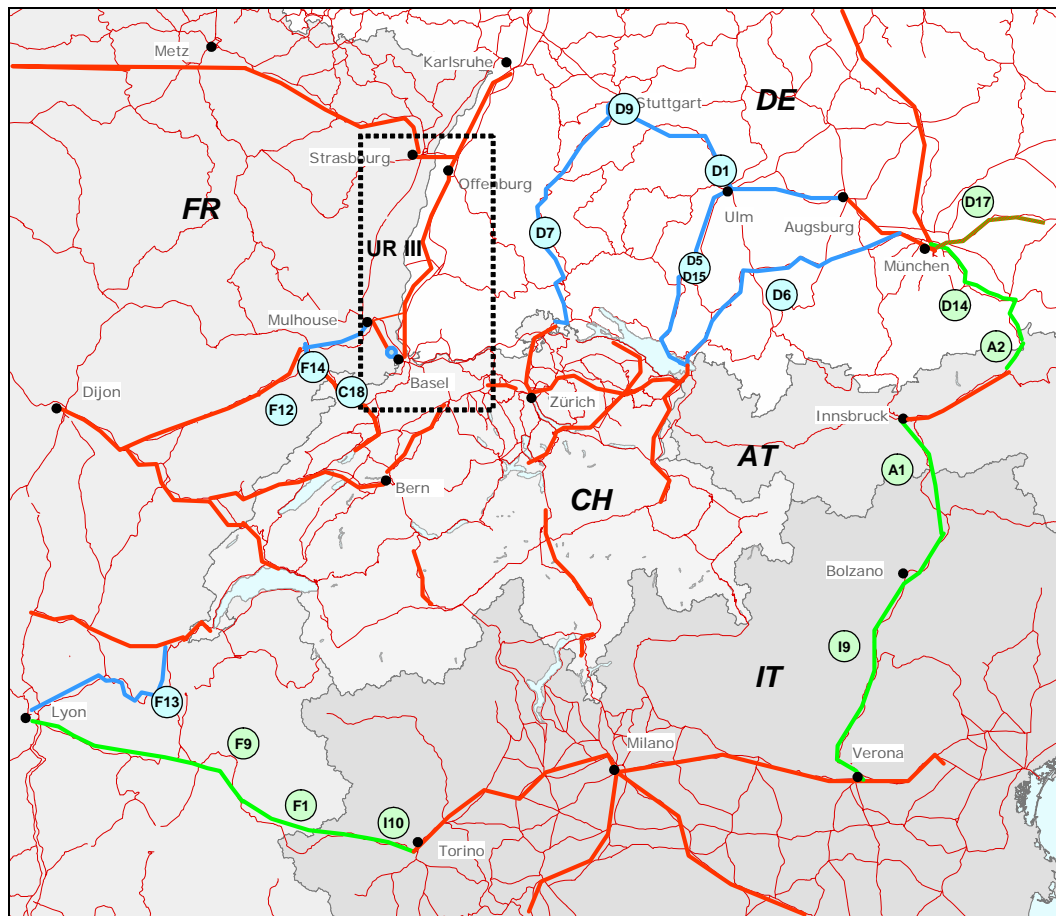 Metz
Karlsruhe
DE
D9
Stuttgart
Strasbourg
Offenburg
D1
Ulm
Augsburg
D17
FR
UR III
D7
D5
D15
D6
München
D14
Mulhouse
A2
F14
Basel
C18
F12
Dijon
Zürich
Innsbruck
AT
A1
Bern
CH
Bolzano
I9
IT
F13
Lyon
F9
Milano
Verona
F1
I10
Torino